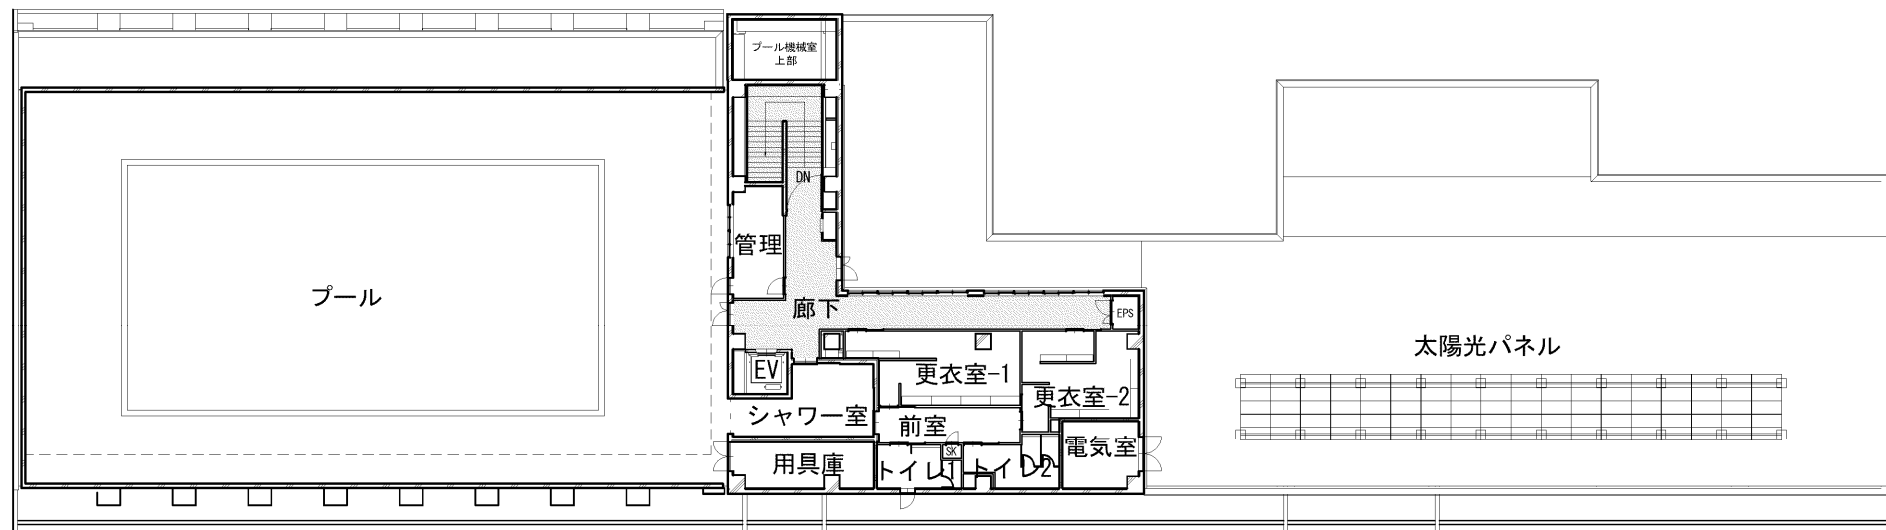 プール機械室
上部
DN
管理
プール
廊下
EPS
太陽光パネル
EV
更衣室-1
更衣室-2
シャワー室
前室
電気室
SK
用具庫
トイレ1
トイレ2